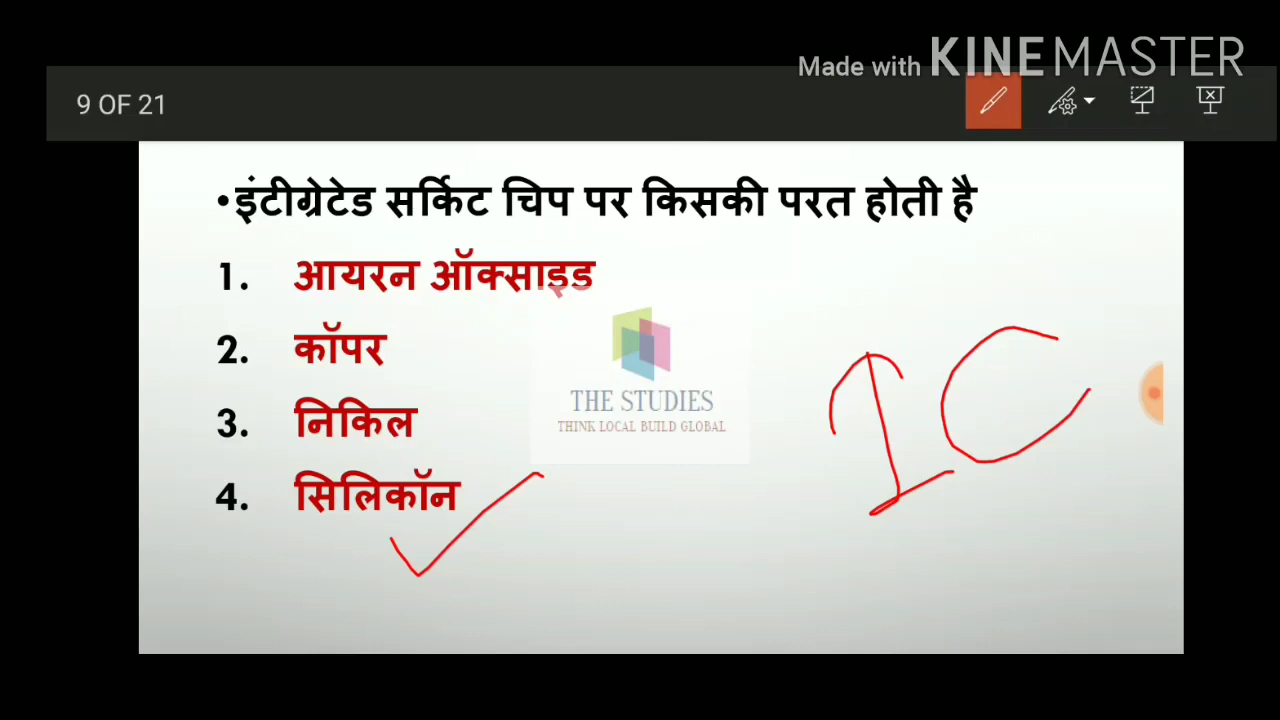 Made with KINEMASTER
9 OF 21
•इंटीग्रेटेड सर्किट चिप पर किसकी परत होती है
1. आयरन ऑक्साइड
2. कॉपर
3. निकिल
4. सिलिकॉन
THE STUDIES
THINK LOCAL BUILD GLOBAL
IC